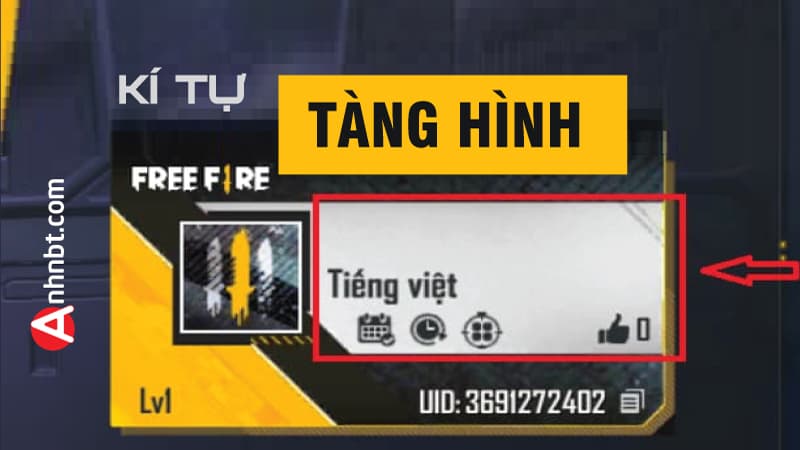 KÍ TỰ
TÀNG HÌNH
FREE FIRE
Anhnbt.com
Tiếng việt
0
Lv1
UID: 3691272402